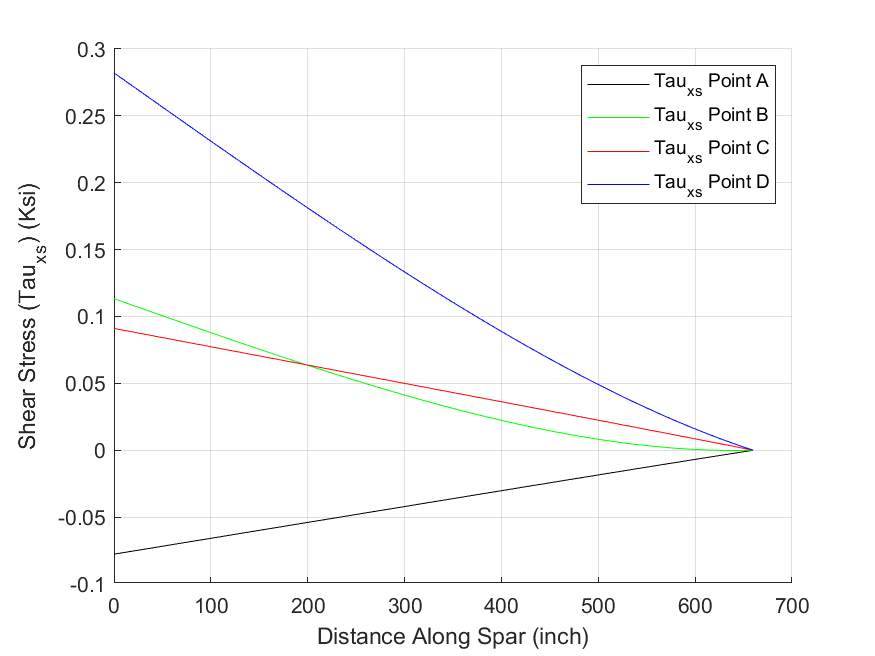 0.3
0.25
0.2
0.15
0.1
0.05
0
-0.05
-0.1
0 100 200 300 400 500 600 700
Distance Along Spar (inch)
Shear Stress (Tau_xs) (Ksi)
Tau_xs Point A
Tau_xs Point B
Tau_xs Point C
Tau_xs Point D